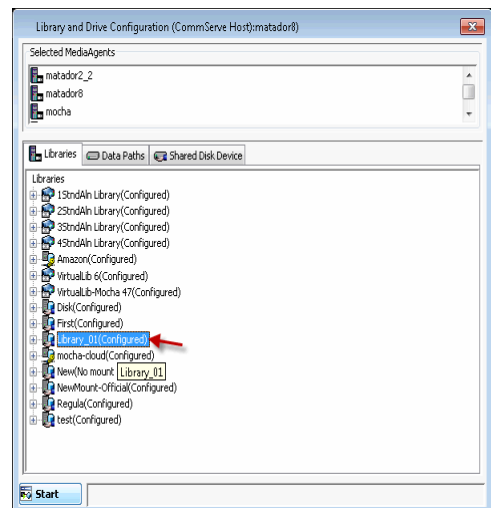 Library and Drive Configuration (CommServe Host):matador8)
Selected MediaAgents
matador2_2
matador8
mocha
Libraries
Data Paths
Shared Disk Device
Libraries
1StndAln Library(Configured)
2StndAln Library(Configured)
3StndAln Library(Configured)
4StndAln Library(Configured)
Amazon(Configured)
VirtualLib 6(Configured)
VirtualLib-Mocha 47(Configured)
Disk(Configured)
First(Configured)
Library_01(Configured)
mocha-cloud(Configured)
New(No mount
Library_01
NewMount-Official(Configured)
Regula(Configured)
test(Configured)
Start